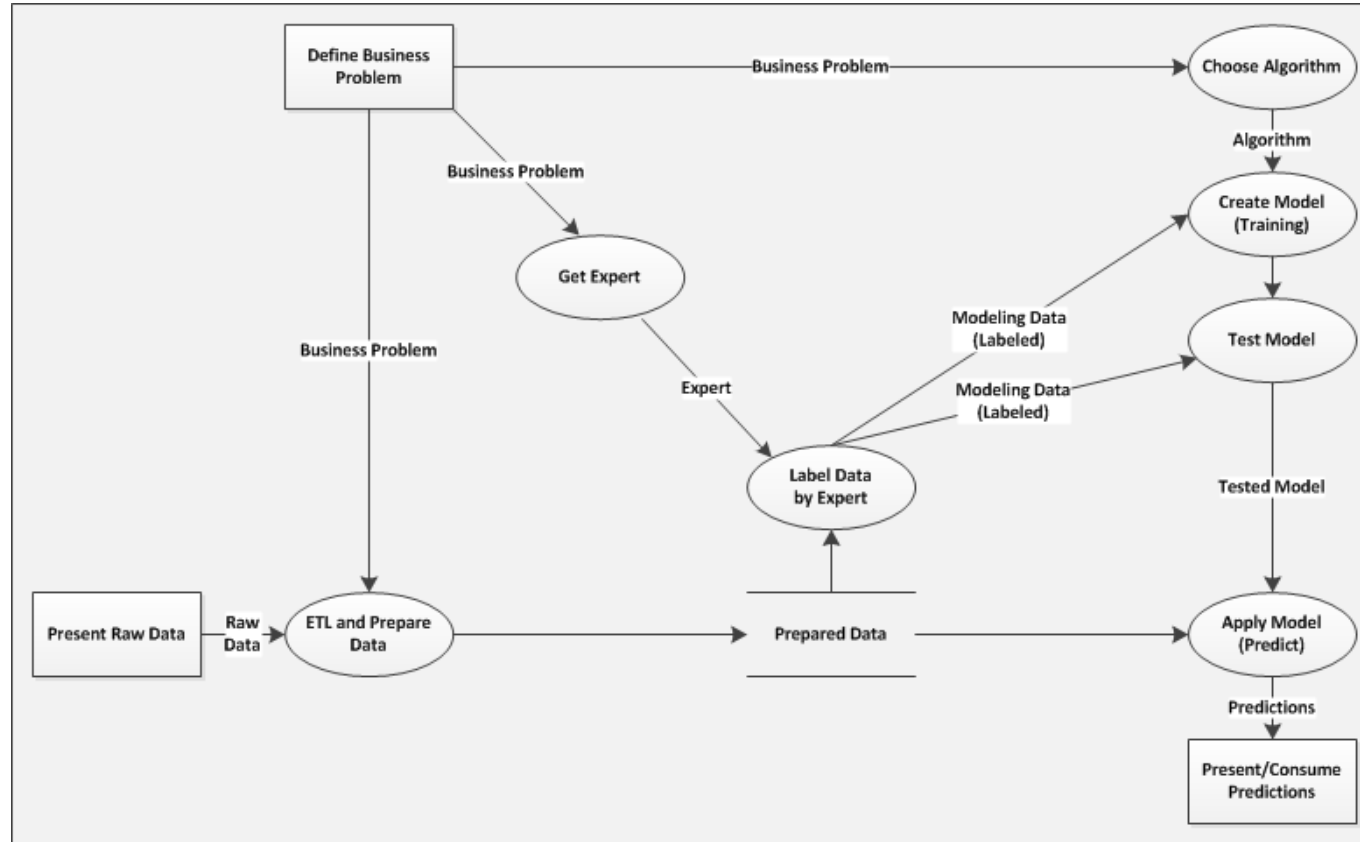 Define Business
Problem
Business Problem
Choose Algorithm
Algorithm
Business Problem
Create Model
(Training)
Get Expert
Modeling Data
(Labeled)
Test Model
Business Problem
Expert
Modeling Data
(Labeled)
Label Data
by Expert
Tested Model
Present Raw Data
Raw
Data
ETL and Prepare
Data
Prepared Data
Apply Model
(Predict)
Predictions
Present/Consume
Predictions